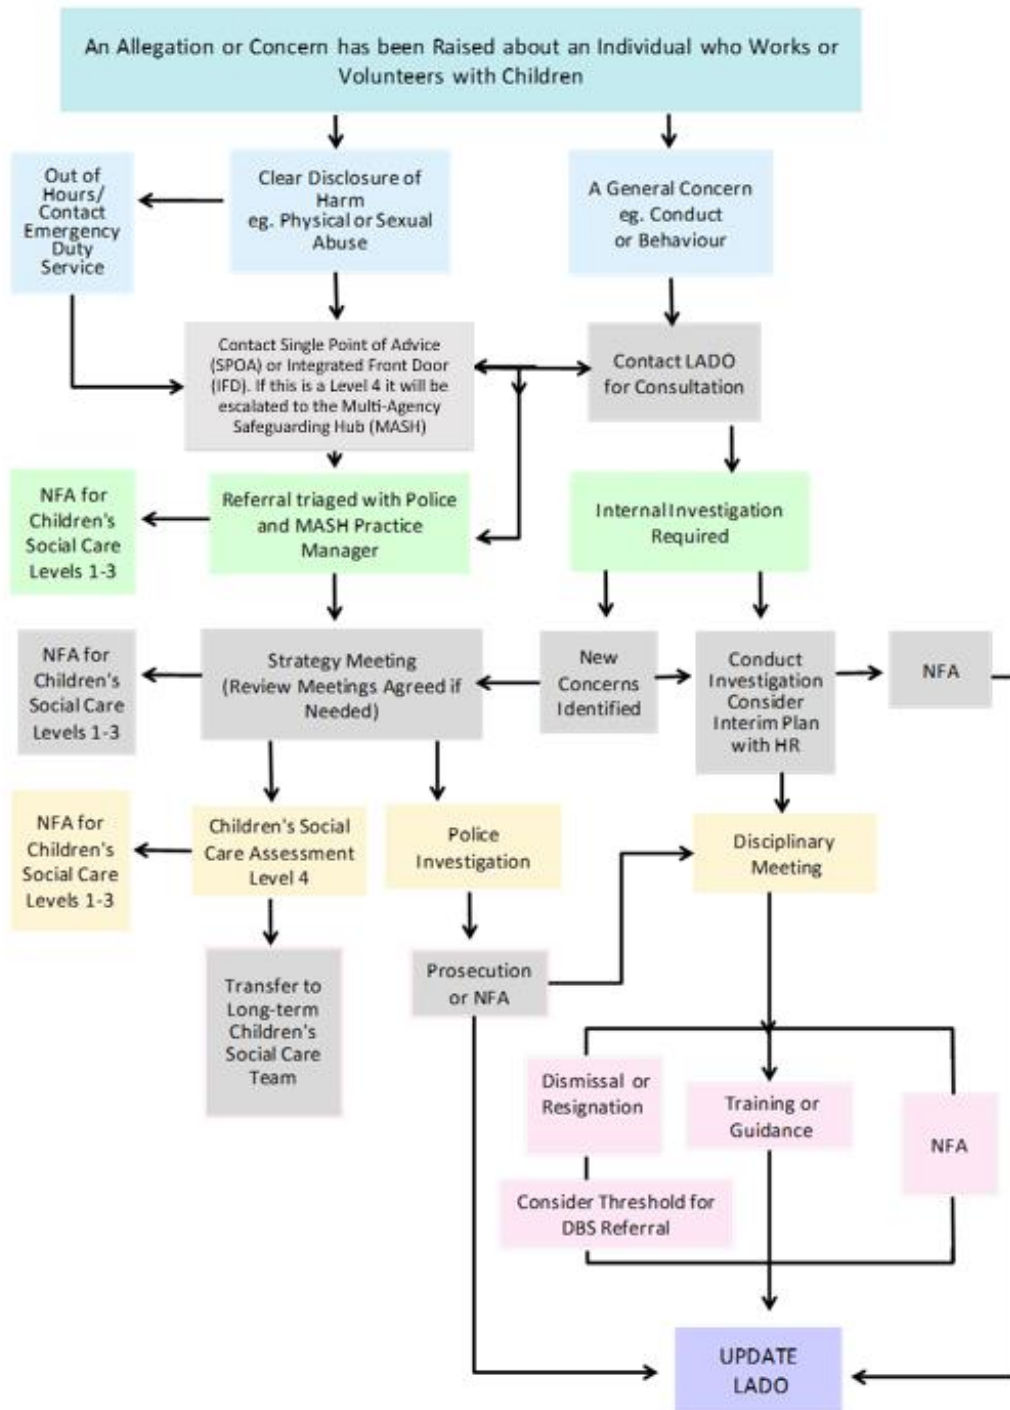 An Allegation or Concern has been Raised about an Individual who Works or
Volunteers with Children
Out of
Hours/
Contact
Emergency
Duty
Service
Clear Disclosure of
Harm
eg. Physical or Sexual
Abuse
A General Concern
eg. Conduct
or Behaviour
Contact Single Point of Advice
(SPOA) or Integrated Front Door
(IFD). If this is a Level 4 it will be
escalated to the Multi-Agency
Safeguarding Hub (MASH)
Contact LADO
for Consultation
NFA for
Children's
Social Care
Levels 1-3
Referral triaged with Police
and MASH Practice
Manager
Internal Investigation
Required
NFA for
Children's
Social Care
Levels 1-3
Strategy Meeting
(Review Meetings Agreed if
Needed)
New
Concerns
Identified
Conduct
Investigation
Consider
Interim Plan
with HR
NFA
NFA for
Children's
Social Care
Levels 1-3
Children's Social
Care Assessment
Level 4
Police
Investigation
Disciplinary
Meeting
Transfer to
Long-term
Children's
Social Care
Team
Prosecution
or NFA
Dismissal or
Resignation
Training or
Guidance
NFA
Consider Threshold for
DBS Referral
UPDATE
LADO